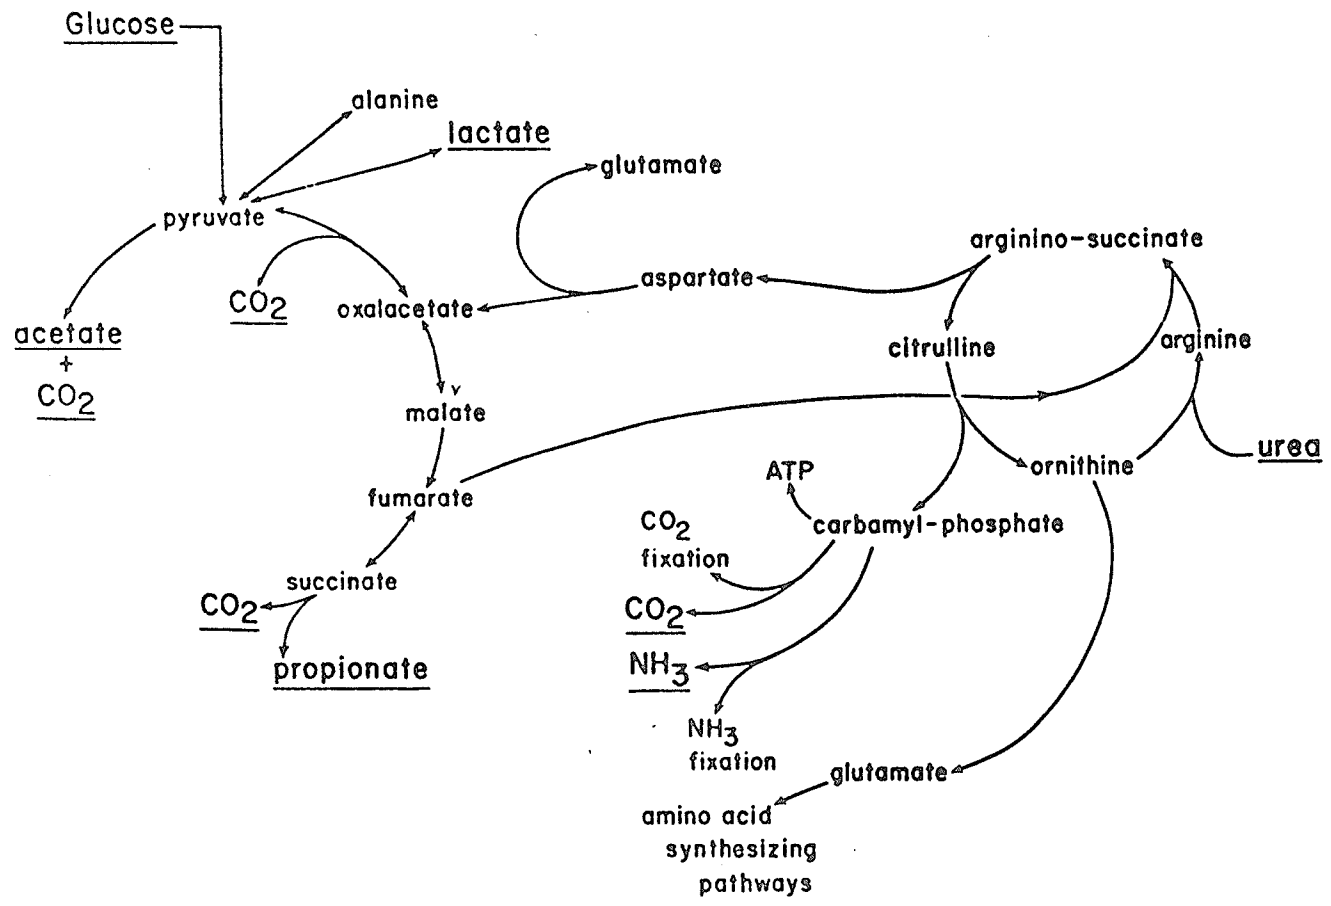 Glucose
alanine
lactate
glutamate
pyruvate
arginino-succinate
aspartate
CO2
oxalacetate
acetate
+
CO2
citrulline
arginine
v
malate
urea
ATP
ornithine
fumarate
CO2
fixation
carbamyl-phosphate
succinate
CO2
CO2
propionate
NH3
NH3
fixation
glutamate
amino acid
synthesizing
pathways